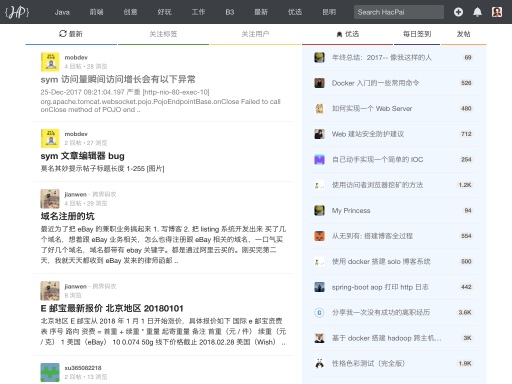 {HP}
Java 前端 创意 好玩 工作 B3 最新 优选 昆明 Search HacPai
最新 关注标签 关注用户
mobdev
4 回帖 • 28 浏览
sym 访问量瞬间访问增长会有以下异常
25-Dec-2017 09:21:04.197 严重 [http-nio-80-exec-10]
org.apache.tomcat.websocket.pojo.PojoEndpointBase.onClose Failed to call
onClose method of POJO end ..
mobdev
2 回帖 • 27 浏览
sym 文章编辑器 bug
莫名其妙提示帖子标题长度 1-255 [图片]
jianwen • 跨界码农
4 回帖 • 29 浏览
域名注册的坑
最近为了把 eBay 的兼职业务搞起来 1. 写博客 2. 把 listing 系统开发出来 买了几
个域名，想着跟 eBay 业务相关，怎么也得注册跟 eBay 相关的域名，一口气买
了好几个域名，域名都带有 ebay 关键字。都是通过阿里云买的。刚买完第二
天，我就天天都收到 eBay 发来的律师函邮 ..
jianwen • 跨界码农
8 浏览
E 邮宝最新报价 北京地区 20180101
北京地区 E 邮宝从 2018 年 1 月 1 日开始涨价，具体报价如下 国际 e 邮宝资费
表 序号 路向 资费 = 首重 + 续重 * 重量 起寄重量 备注 首重（元 / 件） 续重（元
/ 克） 1 美国（eBay） 10 0.074 50g 线下价格截止 2018.02.28 美国（Wish） ..
xu365082218
2 回帖 • 13 浏览
优选 每日签到 发帖
年终总结：2017-- 像我这样的人 69
Docker 入门的一些常用命令 526
如何实现一个 Web Server 480
Web 建站安全防护建议 712
自己动手实现一个简单的 IOC 254
使用访问者浏览器挖矿的方法 1.2K
My Princess 94
从无到有: 搭建博客全过程 554
使用 docker 搭建 solo 博客系统 500
spring-boot aop 打印 http 日志 442
分享我一次没有成功的离职经历 3.6K
基于 docker 搭建 hadoop 跨主机... 3K
性格色彩测试（完全版） 1.9K